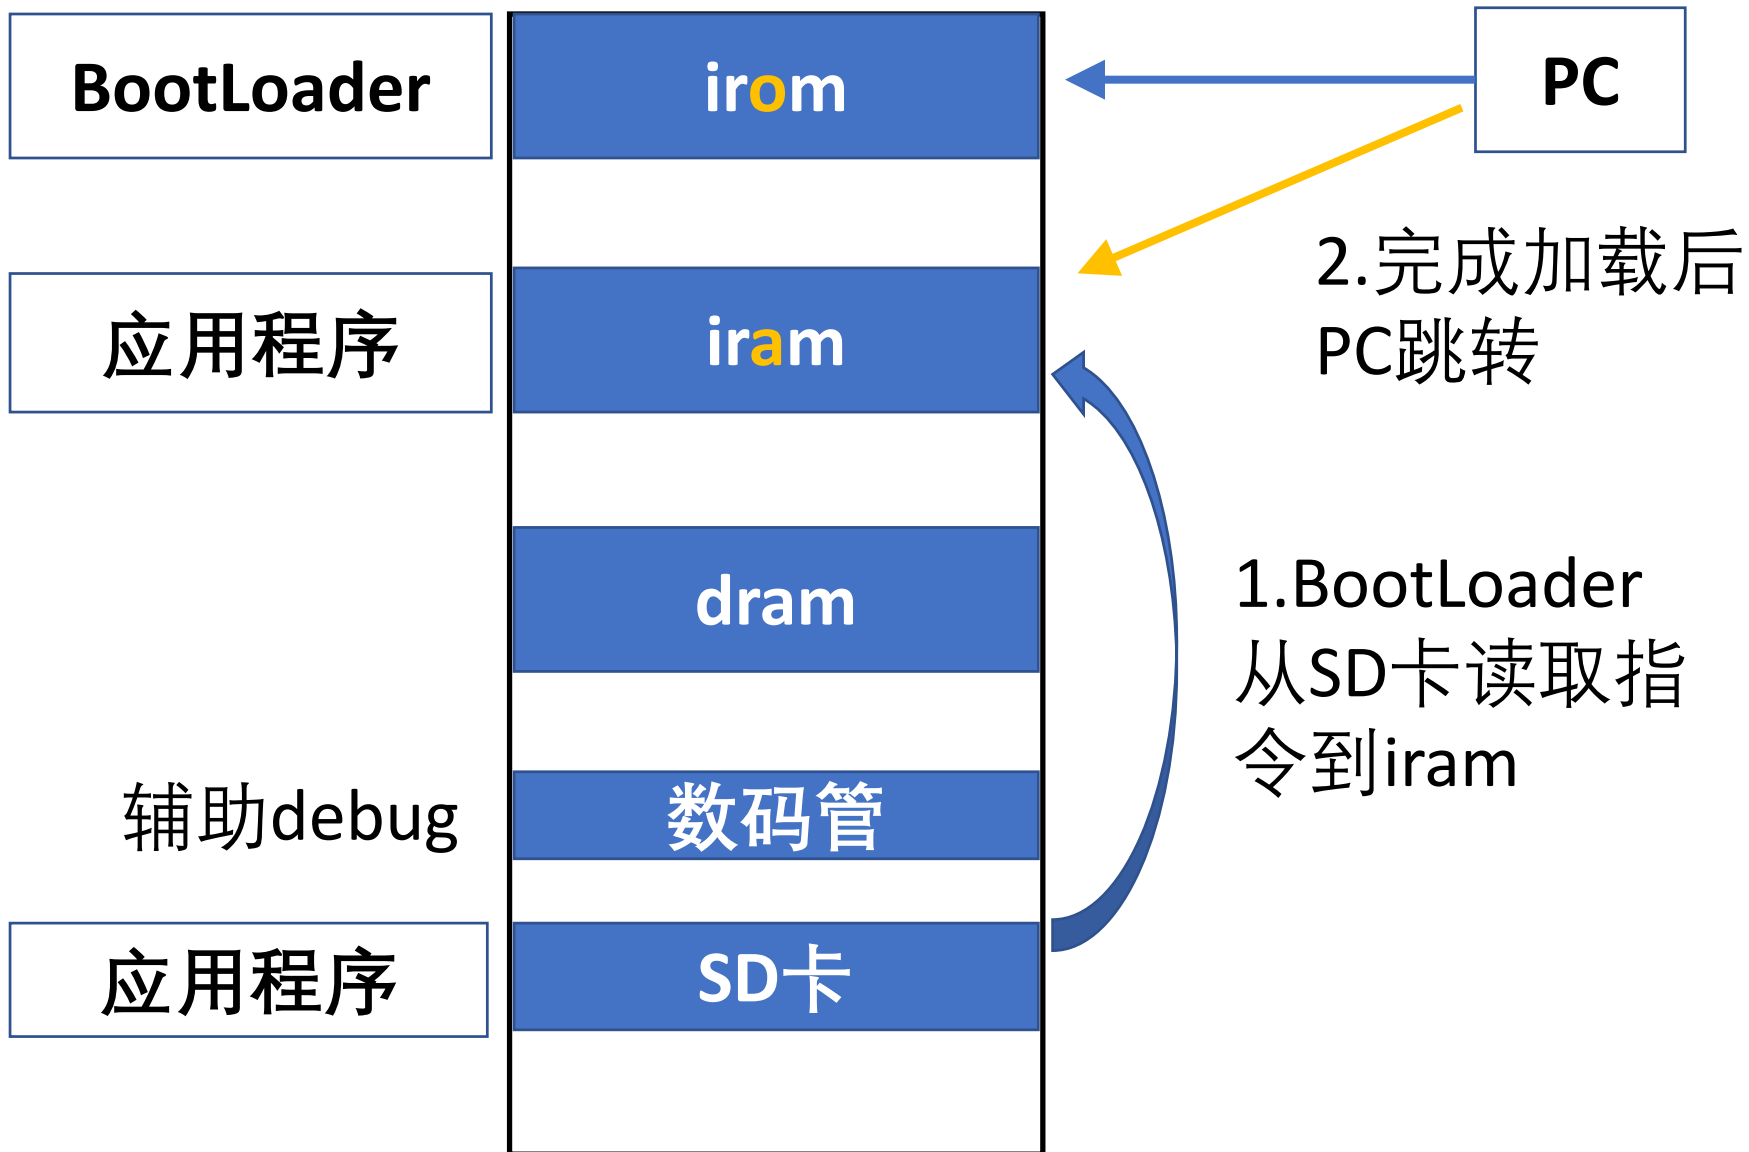 BootLoader
irom
PC
2.完成加载后
PC跳转
应用程序
iram
dram
1.BootLoader
从SD卡读取指
令到iram
辅助debug
数码管
应用程序
SD卡